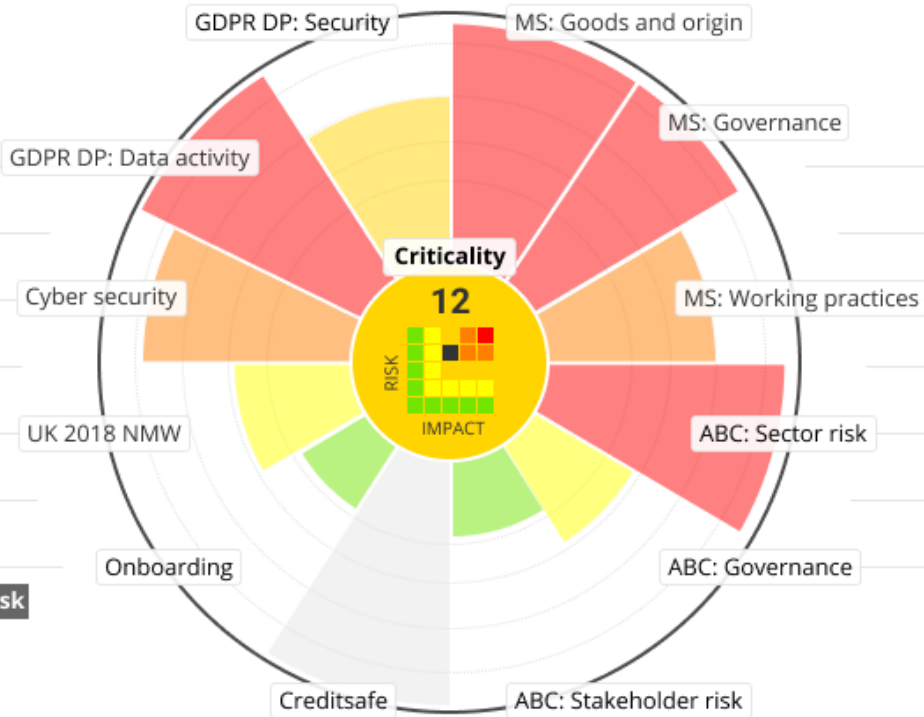 GDPR DP: Security
MS: Goods and origin
MS: Governance
GDPR DP: Data activity
Criticality
12
Cyber security
MS: Working practices
RISK
IMPACT
UK 2018 NMW
ABC: Sector risk
Onboarding
ABC: Governance
sk
Creditsafe
ABC: Stakeholder risk